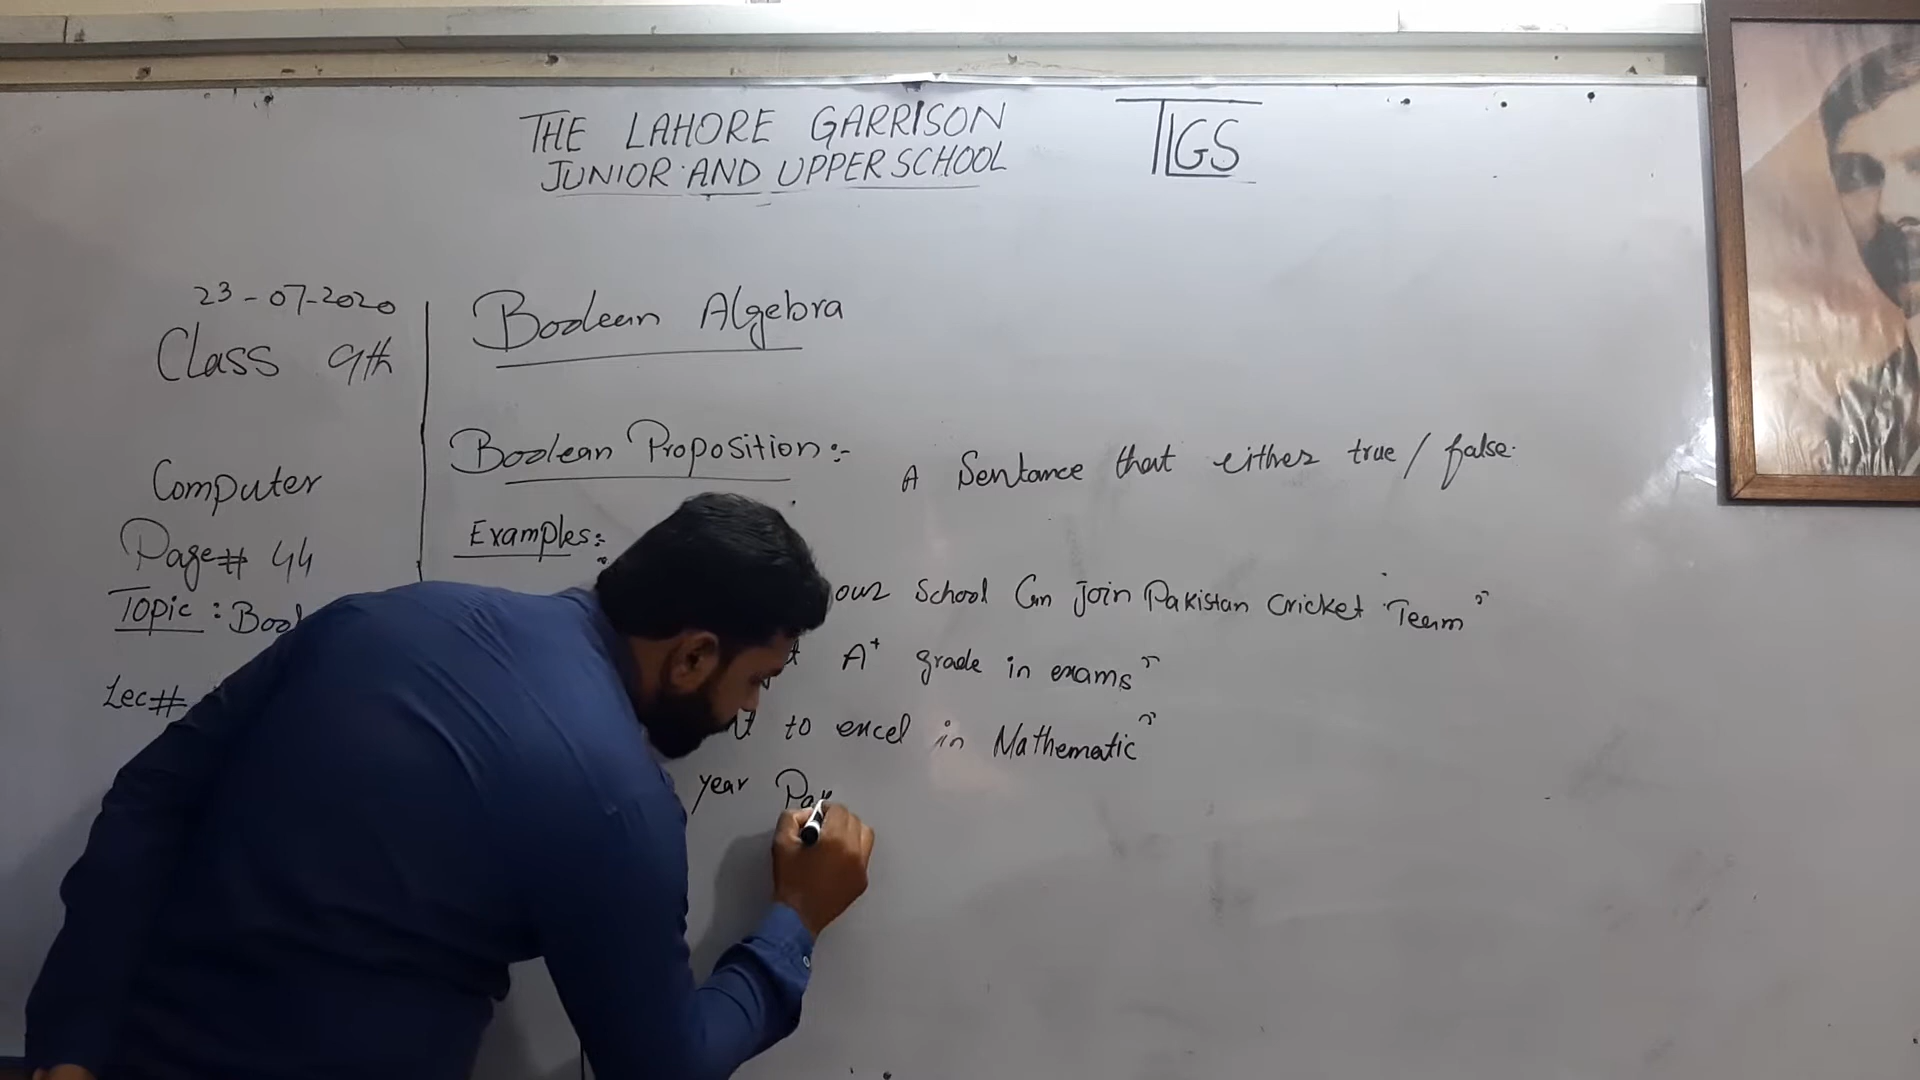 THE LAHORE GARRISON
JUNIOR AND UPPER SCHOOL
TLGS
23-07-2020
Class 9th
Computer
Page# 44
Topic : Bool
Lec#
Boolean Algebra
Boolean Proposition:-
A Sentance that either true / false.
Examples:-
our School Can join Pakistan Cricket Team"
A+ grade in exams"
to excel in Mathematic"
year